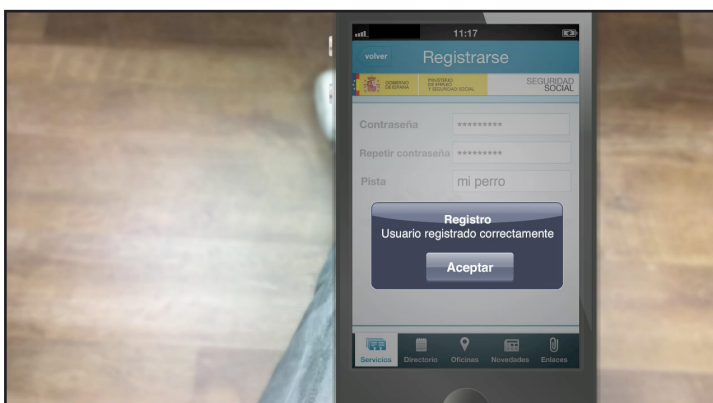 11:17
volver
Registrarse
GOBIERNO
DE ESPAÑA
MINISTERIO
DE EMPLEO
Y SEGURIDAD SOCIAL
SEGURIDAD
SOCIAL
Contraseña *********
Repetir contraseña *********
Pista mi perro
Registro
Usuario registrado correctamente
Aceptar
Servicios Directorio Oficinas Novedades Enlaces